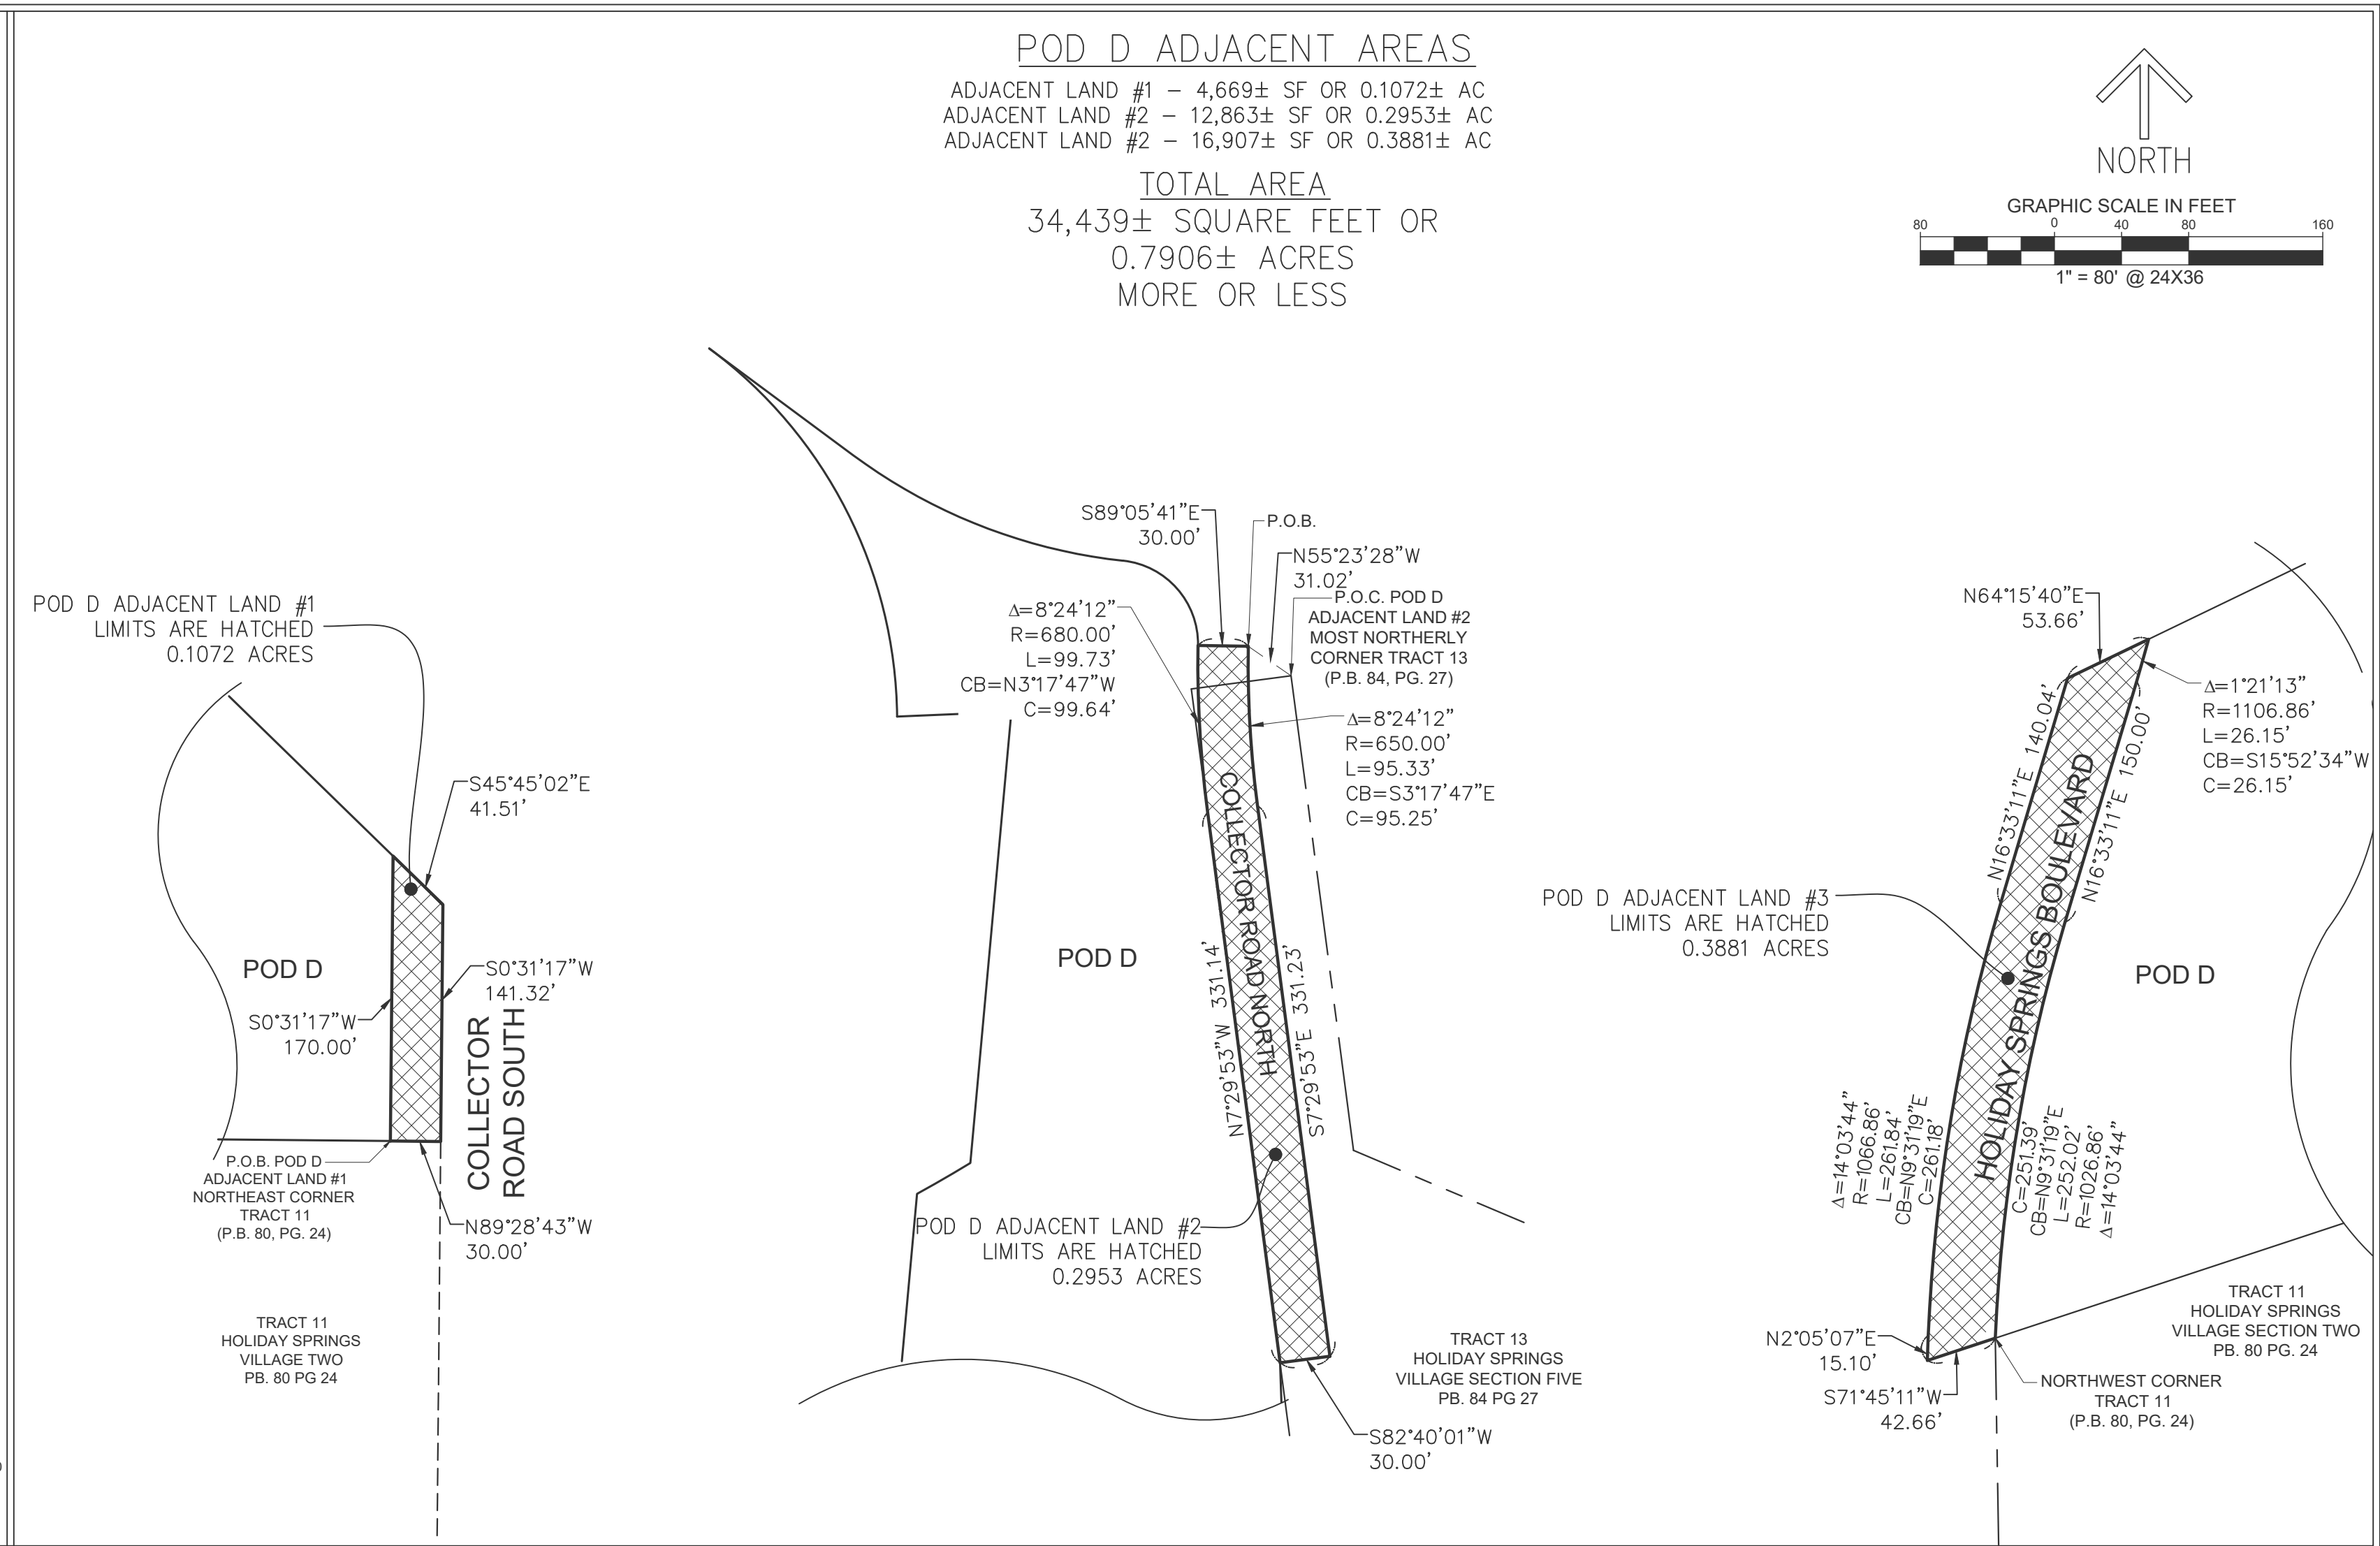 POD D ADJACENT AREAS
ADJACENT LAND #1 – 4,669± SF OR 0.1072± AC
ADJACENT LAND #2 – 12,863± SF OR 0.2953± AC
ADJACENT LAND #2 – 16,907± SF OR 0.3881± AC
TOTAL AREA
34,439± SQUARE FEET OR
0.7906± ACRES
MORE OR LESS
NORTH
GRAPHIC SCALE IN FEET
80 0 40 80 160
1" = 80' @ 24X36
POD D ADJACENT LAND #1
LIMITS ARE HATCHED
0.1072 ACRES
S45°45'02"E
41.51'
POD D
S0°31'17"W
141.32'
S0°31'17"W
170.00'
COLLECTOR
ROAD SOUTH
P.O.B. POD D
ADJACENT LAND #1
NORTHEAST CORNER
TRACT 11
(P.B. 80, PG. 24)
N89°28'43"W
30.00'
TRACT 11
HOLIDAY SPRINGS
VILLAGE TWO
PB. 80 PG 24
S89°05'41"E
30.00'
P.O.B.
N55°23'28"W
31.02'
P.O.C. POD D
ADJACENT LAND #2
MOST NORTHERLY
CORNER TRACT 13
(P.B. 84, PG. 27)
Δ=8°24'12"
R=680.00'
L=99.73'
CB=N3°17'47"W
C=99.64'
Δ=8°24'12"
R=650.00'
L=95.33'
CB=S3°17'47"E
C=95.25'
COLLECTOR ROAD NORTH
POD D
N7°29'53"W 331.14'
S7°29'53"E 331.23'
POD D ADJACENT LAND #2
LIMITS ARE HATCHED
0.2953 ACRES
TRACT 13
HOLIDAY SPRINGS
VILLAGE SECTION FIVE
PB. 84 PG 27
S82°40'01"W
30.00'
N64°15'40"E
53.66'
Δ=1°21'13"
R=1106.86'
L=26.15'
CB=S15°52'34"W
C=26.15'
N16°33'11"E 140.04'
N16°33'11"E 150.00'
HOLIDAY SPRINGS BOULEVARD
POD D ADJACENT LAND #3
LIMITS ARE HATCHED
0.3881 ACRES
POD D
Δ=14°03'44"
R=1066.86'
L=261.84'
CB=N9°31'19"E
C=261.18'
C=251.39'
CB=N9°31'19"E
L=252.02'
R=1026.86'
Δ=14°03'44"
N2°05'07"E
15.10'
S71°45'11"W
42.66'
TRACT 11
HOLIDAY SPRINGS
VILLAGE SECTION TWO
PB. 80 PG. 24
NORTHWEST CORNER
TRACT 11
(P.B. 80, PG. 24)